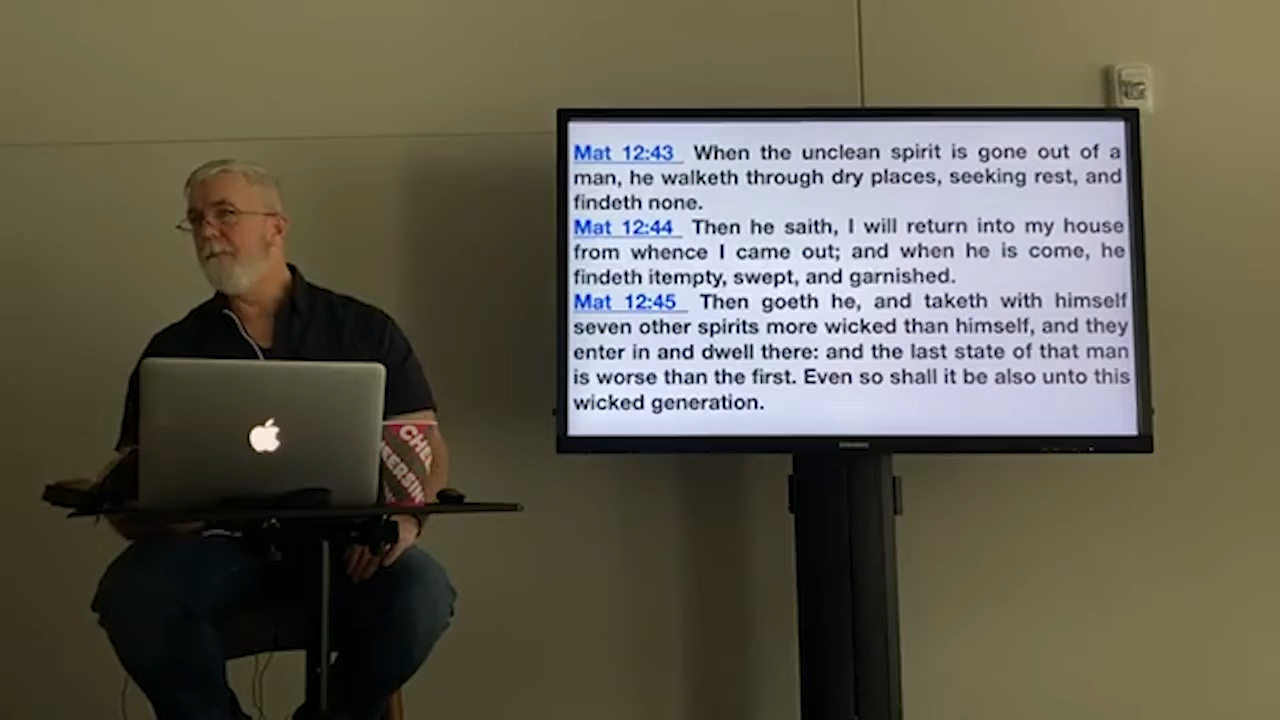 Mat 12:43 When the unclean spirit is gone out of a
man, he walketh through dry places, seeking rest, and
findeth none.
Mat 12:44 Then he saith, I will return into my house
from whence I came out; and when he is come, he
findeth itempty, swept, and garnished.
Mat 12:45 Then goeth he, and taketh with himself
seven other spirits more wicked than himself, and they
enter in and dwell there: and the last state of that man
is worse than the first. Even so shall it be also unto this
wicked generation.